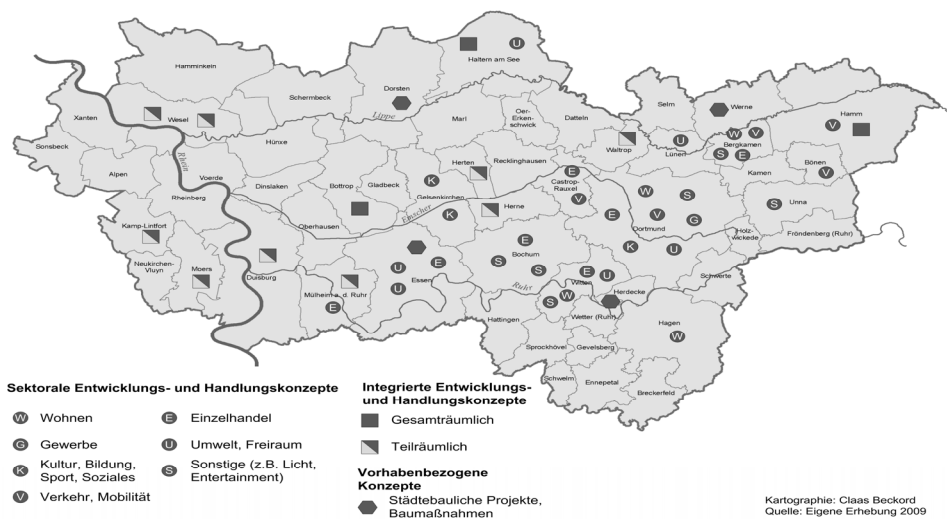 Haltern am See
U
Hamminkeln
Schermbeck
Dorsten
Lippe
Marl
Oer-
Erken-
schwick
Datteln
Selm
Werne
Hamm
V
Xanten
Wesel
Sonsbeck
Rhein
Hünxe
Waltrop
U
Lünen
W
V
Bergkamen
S
E
Kamen
Bönen
V
Alpen
Voerde
Rheinberg
Dinslaken
Bottrop
Gladbeck
K
Gelsenkirchen
Herten
Recklinghausen
Castrop-
Rauxel
E
V
W
S
E
V
G
Dortmund
S
Unna
Holz-
wickede
Fröndenberg (Ruhr)
Kamp-Lintfort
Oberhausen
Emscher
K
Herne
Neukirchen-
Vluyn
Moers
Duisburg
Mülheim a. d. Ruhr
E
U
E
Essen
U
E
Bochum
S
S
K
U
Schwerte
Ruhr
E
U
Witten
S
W
Herdecke
Wetter (Ruhr)
Hattingen
Sprockhövel
Gevelsberg
Hagen
W
Schwelm
Ennepetal
Breckerfeld
Sektorale Entwicklungs- und Handlungskonzepte
W Wohnen
G Gewerbe
K Kultur, Bildung,
Sport, Soziales
V Verkehr, Mobilität
E Einzelhandel
U Umwelt, Freiraum
S Sonstige (z.B. Licht,
Entertainment)
Integrierte Entwicklungs-
und Handlungskonzepte
Gesamträumlich
Teilräumlich
Vorhabenbezogene
Konzepte
Städtebauliche Projekte,
Baumaßnahmen
Kartographie: Claas Beckord
Quelle: Eigene Erhebung 2009